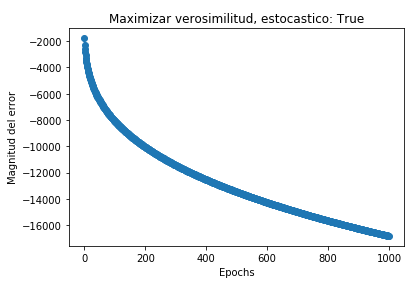 Maximizar verosimilitud, estocastico: True
−2000
−4000
−6000
−8000
−10000
−12000
−14000
−16000
Magnitud del error
0 200 400 600 800 1000
Epochs